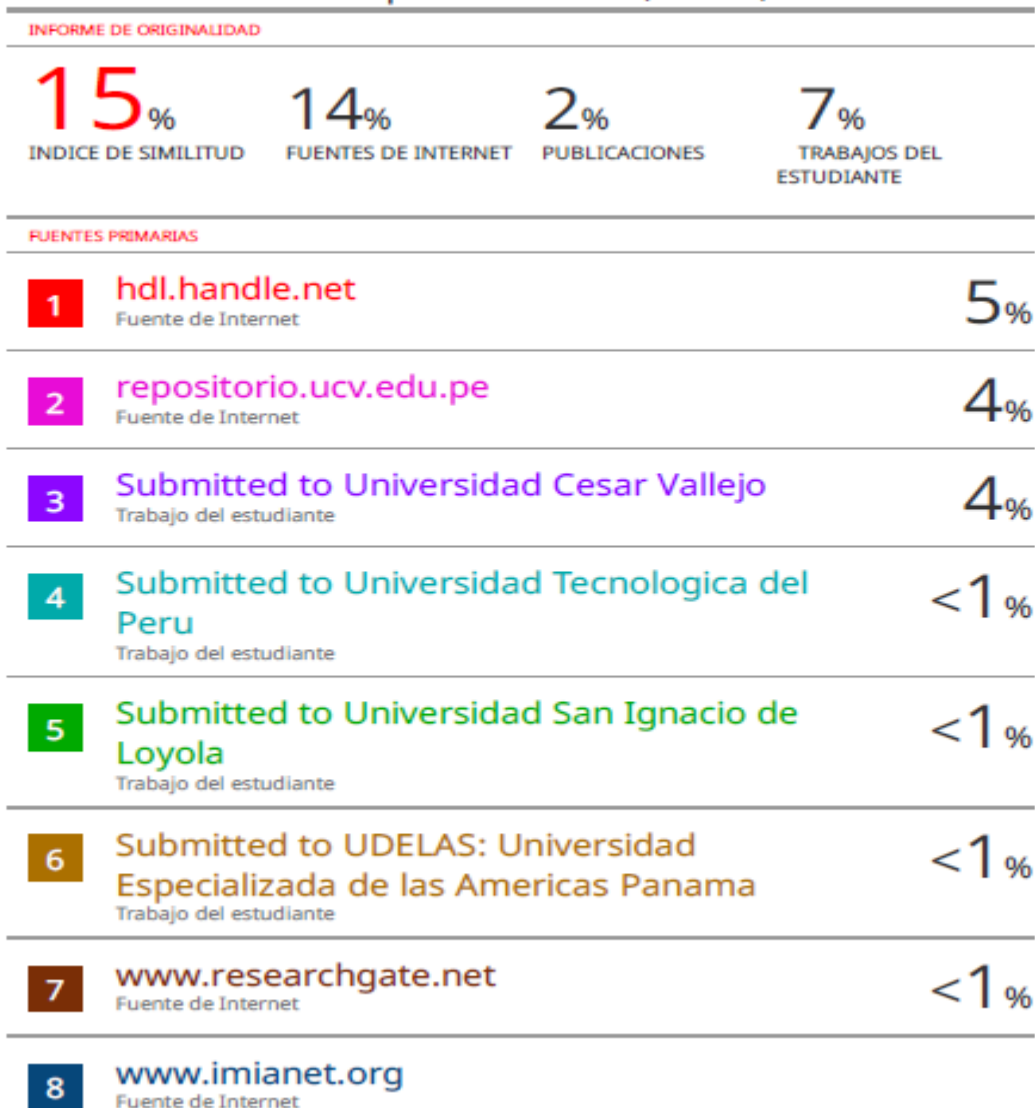 INFORME DE ORIGINALIDAD
15% 14% 2% 7%
INDICE DE SIMILITUD FUENTES DE INTERNET PUBLICACIONES TRABAJOS DEL
ESTUDIANTE
FUENTES PRIMARIAS
1 hdl.handle.net 5%
Fuente de Internet
2 repositorio.ucv.edu.pe 4%
Fuente de Internet
3 Submitted to Universidad Cesar Vallejo 4%
Trabajo del estudiante
4 Submitted to Universidad Tecnologica del <1%
Peru
Trabajo del estudiante
5 Submitted to Universidad San Ignacio de <1%
Loyola
Trabajo del estudiante
6 Submitted to UDELAS: Universidad <1%
Especializada de las Americas Panama
Trabajo del estudiante
7 www.researchgate.net <1%
Fuente de Internet
8 www.imianet.org
Fuente de Internet